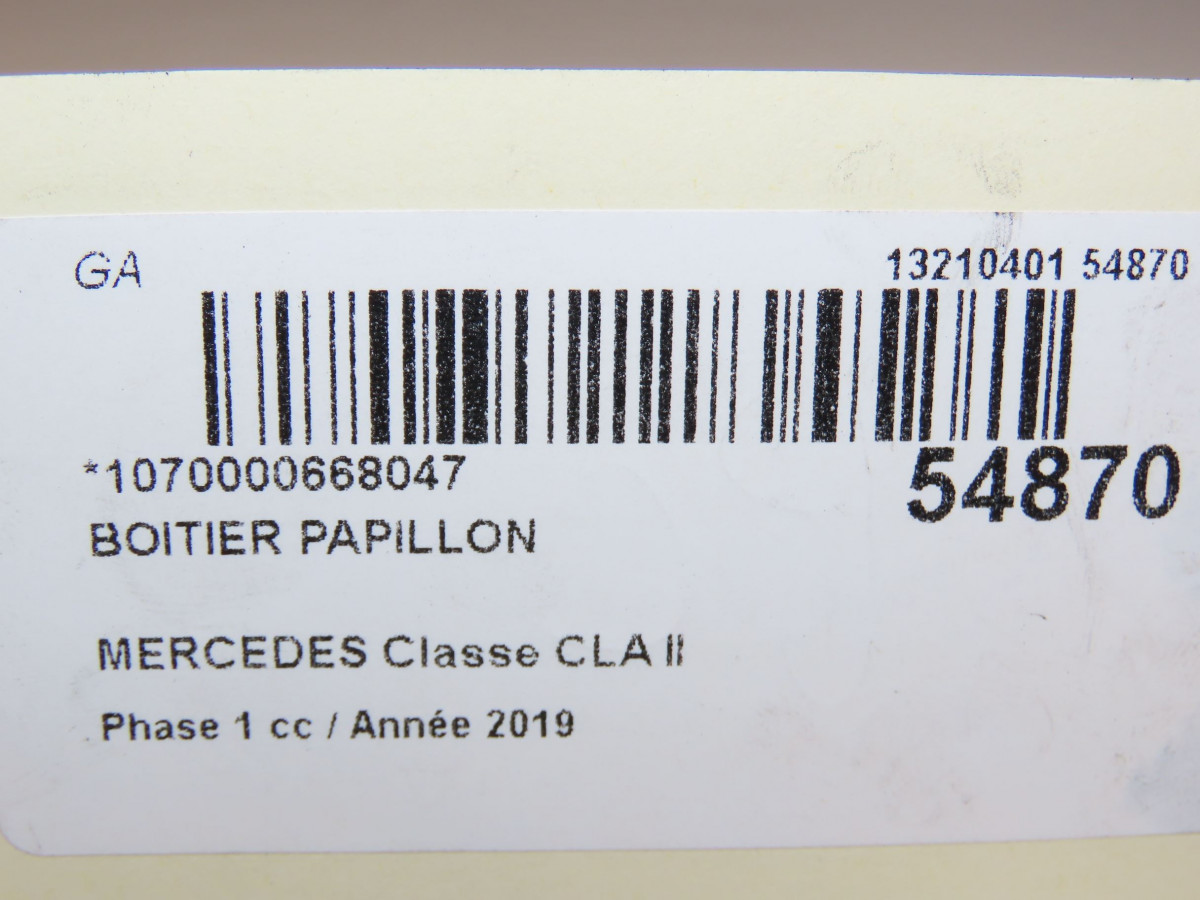 GA
13210401 54870
*1070000668047
54870
BOITIER PAPILLON
MERCEDES Classe CLA II
Phase 1 cc / Année 2019